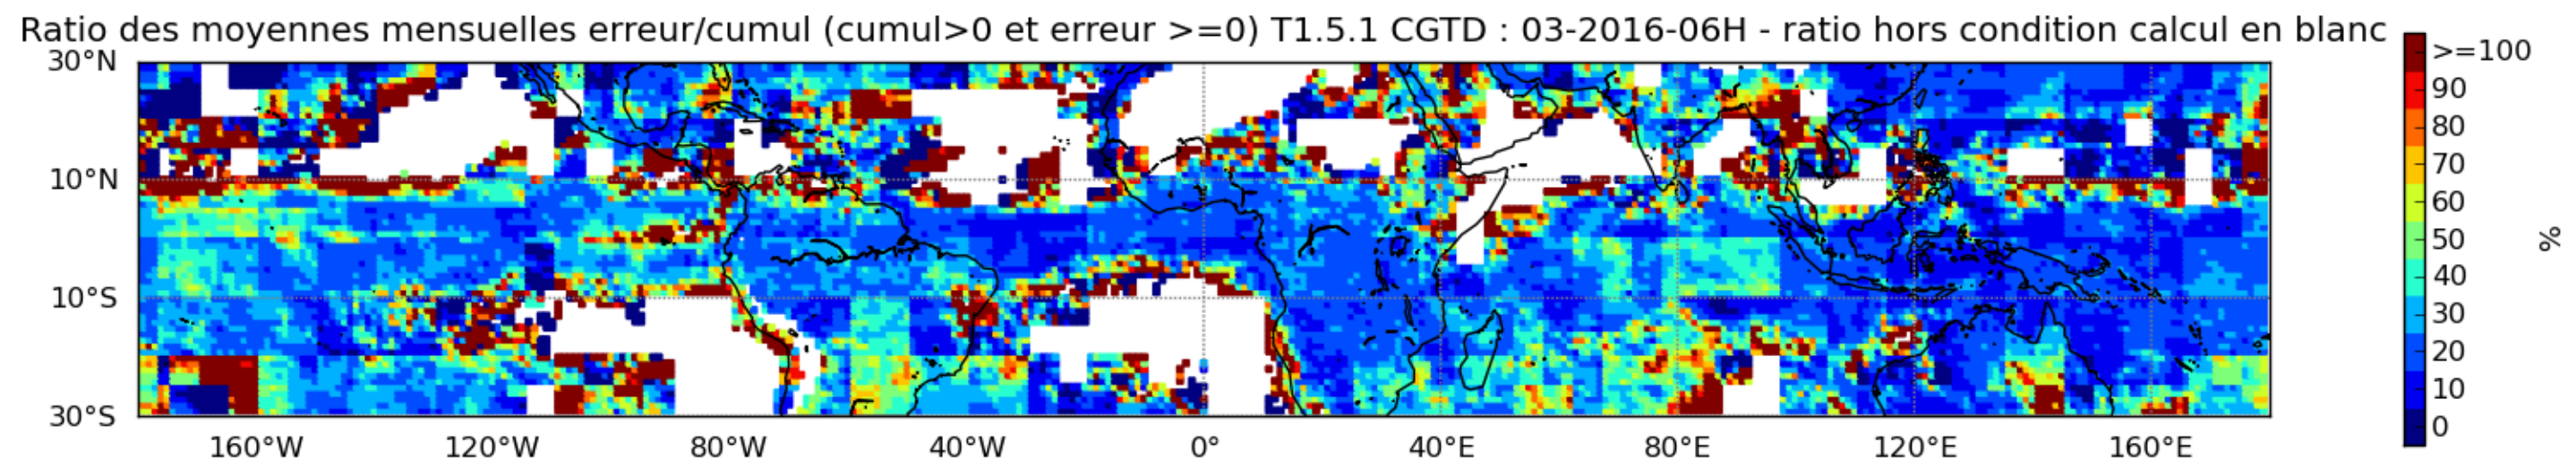 Ratio des moyennes mensuelles erreur/cumul (cumul>0 et erreur >=0) T1.5.1 CGTD : 03-2016-06H - ratio hors condition calcul en blanc
30°N
10°N
10°S
30°S
160°W 120°W 80°W 40°W 0° 40°E 80°E 120°E 160°E
>=100
90
80
70
60
50
40
30
20
10
0
%